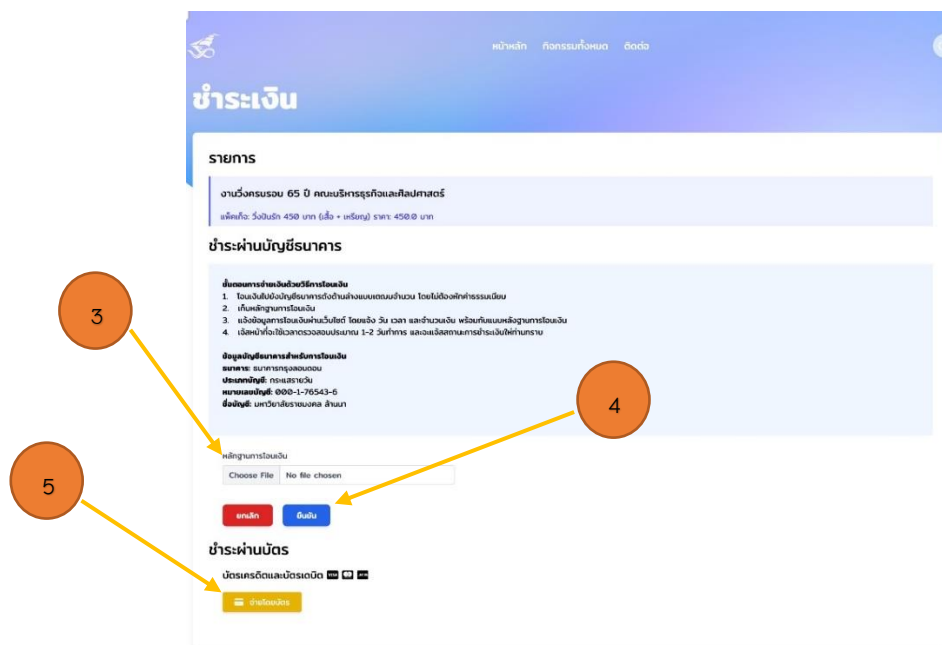 หน้าหลัก กิจกรรมทั้งหมด ติดต่อ
ชำระเงิน
รายการ
งานวิ่งครบรอบ 65 ปี คณะบริหารธุรกิจและศิลปศาสตร์
แพ็คเก็จ: วิ่งปันรัก 450 บาท (เสื้อ + เหรียญ) ราคา: 450.0 บาท
ชำระผ่านบัญชีธนาคาร
ขั้นตอนการจ่ายเงินด้วยวิธีการโอนเงิน
1. โอนเงินไปยังบัญชีธนาคารดังด้านล่างแบบเต็มจำนวน โดยไม่ต้องหักค่าธรรมเนียม
2. เก็บหลักฐานการโอนเงิน
3. แจ้งข้อมูลการโอนเงินผ่านเว็บไซต์ โดยแจ้ง วัน เวลา และจำนวนเงิน พร้อมกับแนบหลังฐานการโอนเงิน
4. เจ้สหน้าที่จะใช้เวลาตรวจสอบประมาณ 1-2 วันทำการ และจะแจ้สสถานะการชำระเงินให้ท่านทราบ
ข้อมูลบัญชีธนาคารสำหรับการโอนเงิน
ธนาคาร: ธนาคารกรุงลอนดอน
ประเภทบัญชี: กระแสรายวัน
หมายเลขบัญชี: 000-1-76543-6
ชื่อบัญชี: มหาวิยาลัยราชมงคล ล้านนา
3
4
หลักฐานการโอนเงิน
Choose File No file chosen
5
ยกเลิก ยืนยัน
ชำระผ่านบัตร
บัตรเครดิตและบัตรเดบิต VISA
จ่ายโดยบัตร